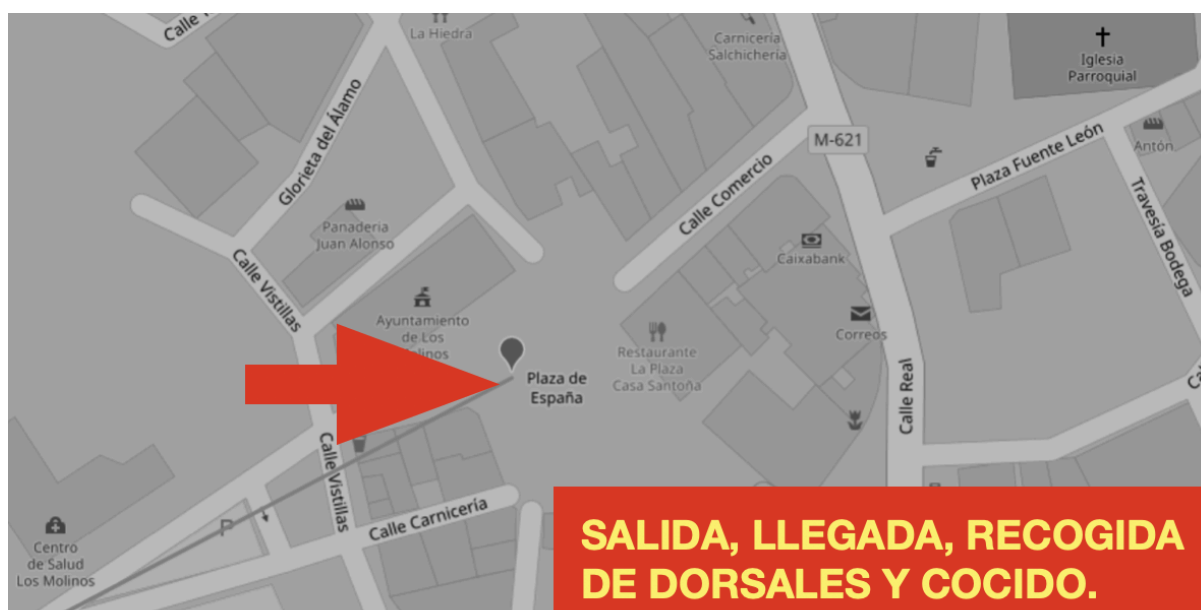 Calle V
La Hiedra
Carnicería
Salchichería
Iglesia
Parroquial
Glorieta del Álamo
M-621
Plaza Fuente León
Antón
Calle Comercio
Travesía Bodega
Panadería
Juan Alonso
Caixabank
Calle Vistillas
Ayuntamiento
de Los
Molinos
Correos
Restaurante
La Plaza
Casa Santoña
Plaza de
España
Calle Real
Calle Vistillas
Calle Carnicería
P
Centro
de Salud
Los Molinos
SALIDA, LLEGADA, RECOGIDA
DE DORSALES Y COCIDO.